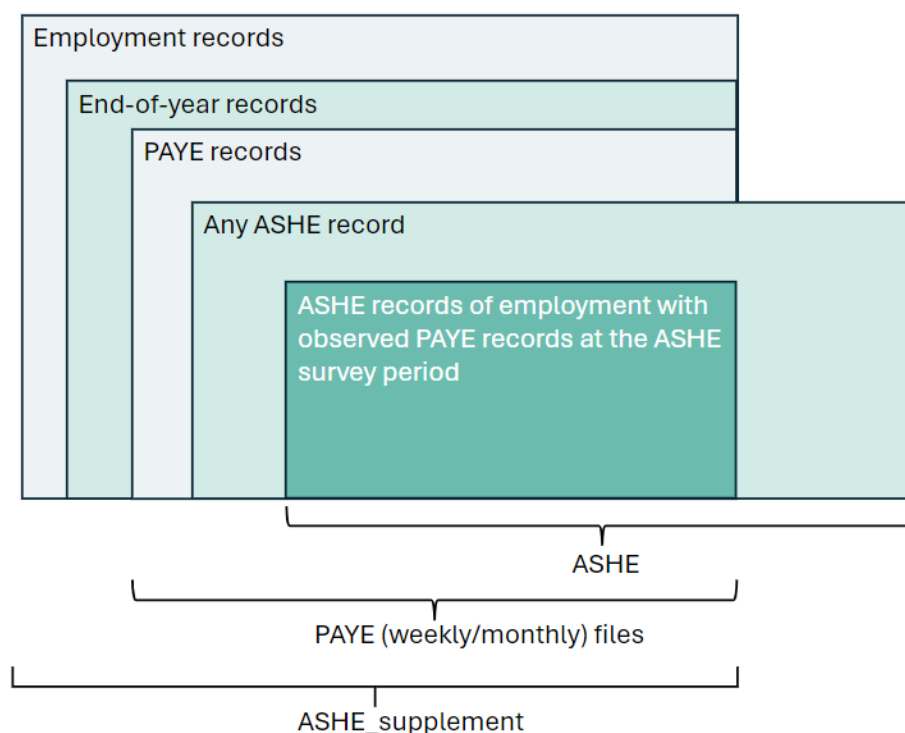 Employment records
End-of-year records
PAYE records
Any ASHE record
ASHE records of employment with
observed PAYE records at the ASHE
survey period
ASHE
PAYE (weekly/monthly) files
ASHE_supplement